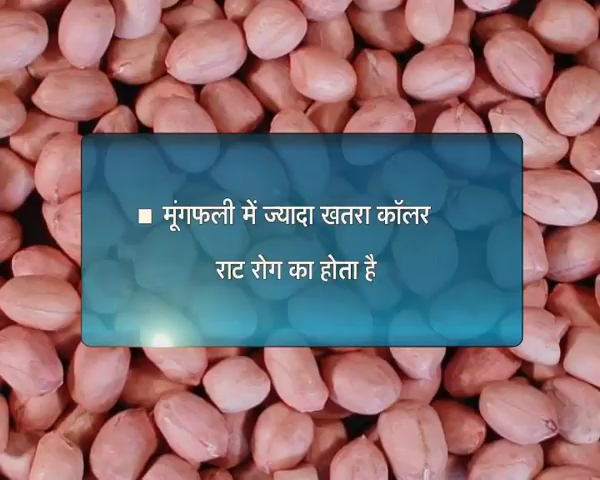 ▪ मूंगफली में ज्यादा खतरा कॉलर
राट रोग का होता है